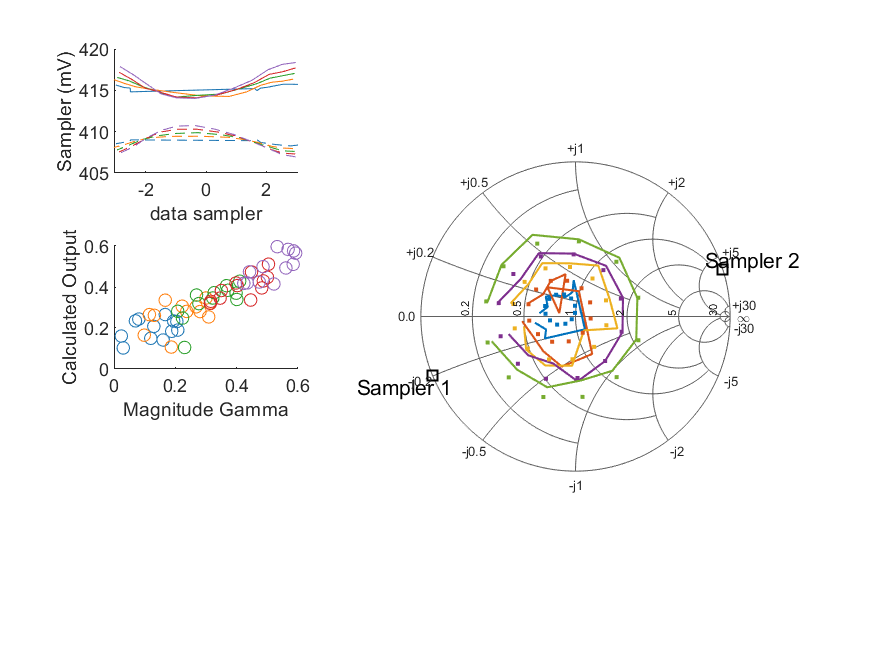 420
415
410
405
Sampler (mV)
-2 0 2
data sampler
0.6
0.4
0.2
0
Calculated Output
0 0.2 0.4 0.6
Magnitude Gamma
+j1
+j0.5
+j2
+j0.2
+j5
Sampler 2
+j30
0.0
0.2
0.5
1
2
5
30
∞
-j30
Sampler 1
-j5
-j0.5
-j2
-j1